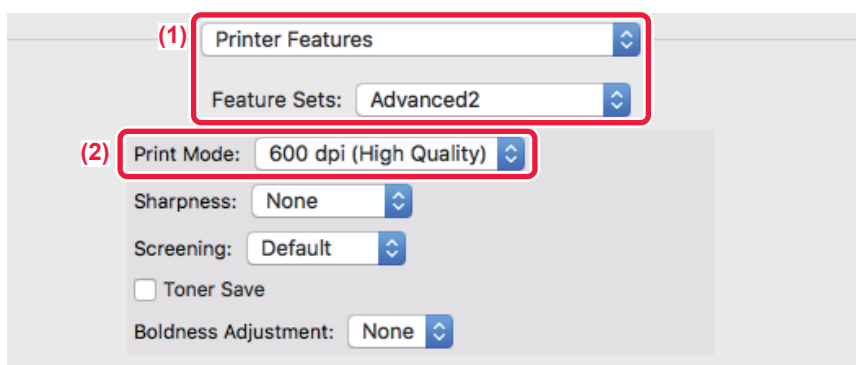 (1) Printer Features
Feature Sets: Advanced2
(2) Print Mode: 600 dpi (High Quality)
Sharpness: None
Screening: Default
Toner Save
Boldness Adjustment: None